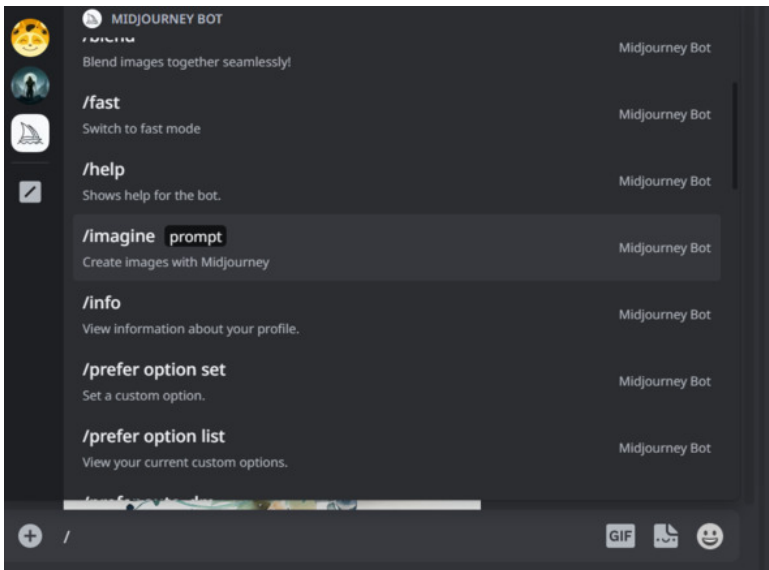 MIDJOURNEY BOT
/blend
Midjourney Bot
Blend images together seamlessly!
/fast
Midjourney Bot
Switch to fast mode
/help
Midjourney Bot
Shows help for the bot.
/imagine prompt
Midjourney Bot
Create images with Midjourney
/info
Midjourney Bot
View information about your profile.
/prefer option set
Midjourney Bot
Set a custom option.
/prefer option list
Midjourney Bot
View your current custom options.
/
GIF